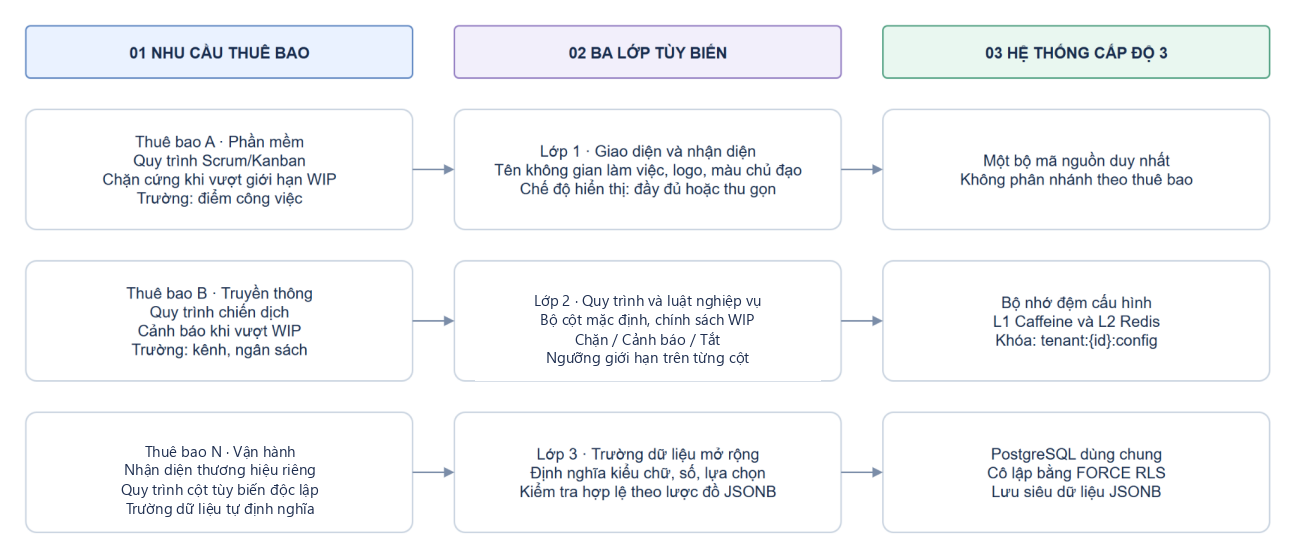 01 NHU CẦU THUÊ BAO
02 BA LỚP TÙY BIẾN
03 HỆ THỐNG CẤP ĐỘ 3
Thuê bao A · Phần mềm
Quy trình Scrum/Kanban
Chặn cứng khi vượt giới hạn WIP
Trường: điểm công việc
Lớp 1 · Giao diện và nhận diện
Tên không gian làm việc, logo, màu chủ đạo
Chế độ hiển thị: đầy đủ hoặc thu gọn
Một bộ mã nguồn duy nhất
Không phân nhánh theo thuê bao
Thuê bao B · Truyền thông
Quy trình chiến dịch
Cảnh báo khi vượt WIP
Trường: kênh, ngân sách
Lớp 2 · Quy trình và luật nghiệp vụ
Bộ cột mặc định, chính sách WIP
Chặn / Cảnh báo / Tắt
Ngưỡng giới hạn trên từng cột
Bộ nhớ đệm cấu hình
L1 Caffeine và L2 Redis
Khóa: tenant:{id}:config
Thuê bao N · Vận hành
Nhận diện thương hiệu riêng
Quy trình cột tùy biến độc lập
Trường dữ liệu tự định nghĩa
Lớp 3 · Trường dữ liệu mở rộng
Định nghĩa kiểu chữ, số, lựa chọn
Kiểm tra hợp lệ theo lược đồ JSONB
PostgreSQL dùng chung
Cô lập bằng FORCE RLS
Lưu siêu dữ liệu JSONB